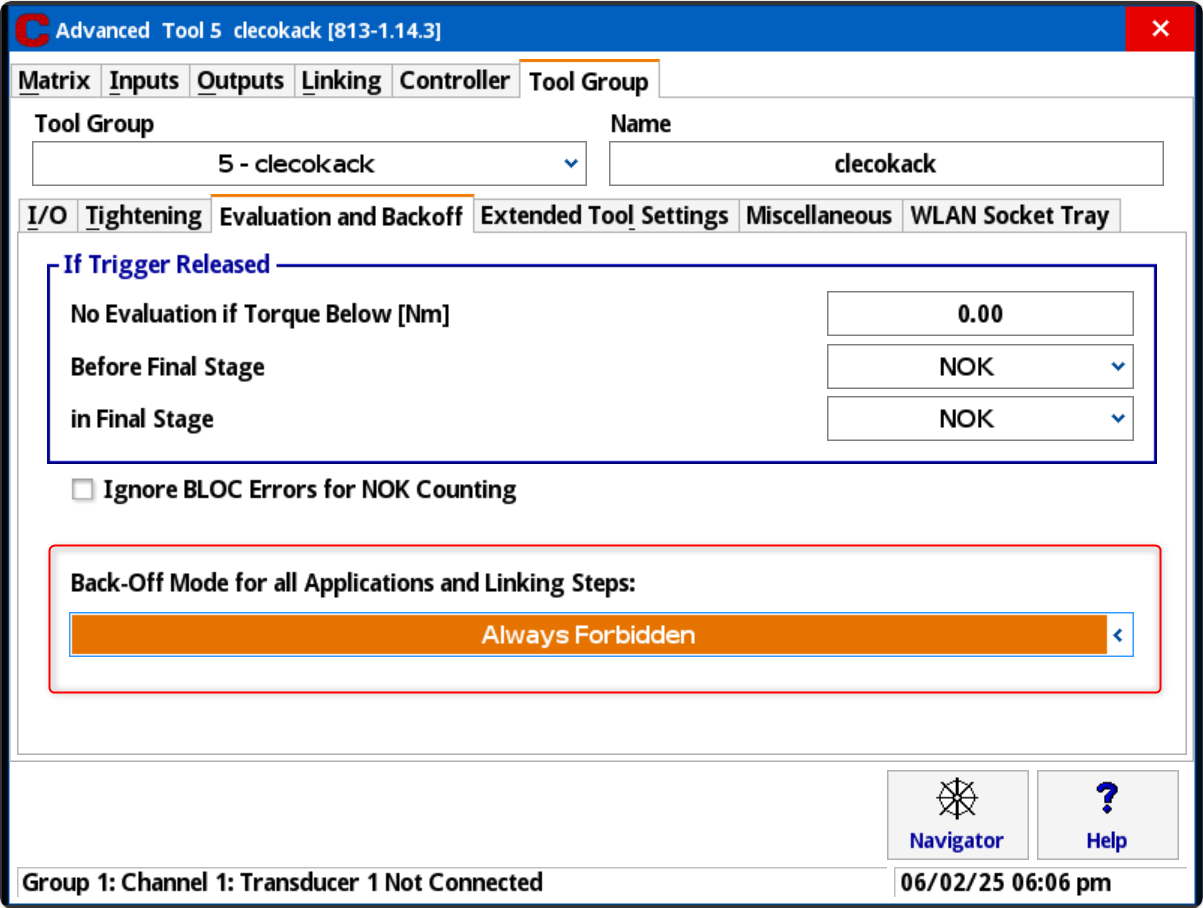 Advanced Tool 5 clecokack [813-1.14.3]
Matrix Inputs Outputs Linking Controller Tool Group
Tool Group Name
5 - clecokack clecokack
I/O Tightening Evaluation and Backoff Extended Tool Settings Miscellaneous WLAN Socket Tray
If Trigger Released
No Evaluation if Torque Below [Nm] 0.00
Before Final Stage NOK
in Final Stage NOK
Ignore BLOC Errors for NOK Counting
Back-Off Mode for all Applications and Linking Steps:
Always Forbidden
Navigator Help
Group 1: Channel 1: Transducer 1 Not Connected 06/02/25 06:06 pm